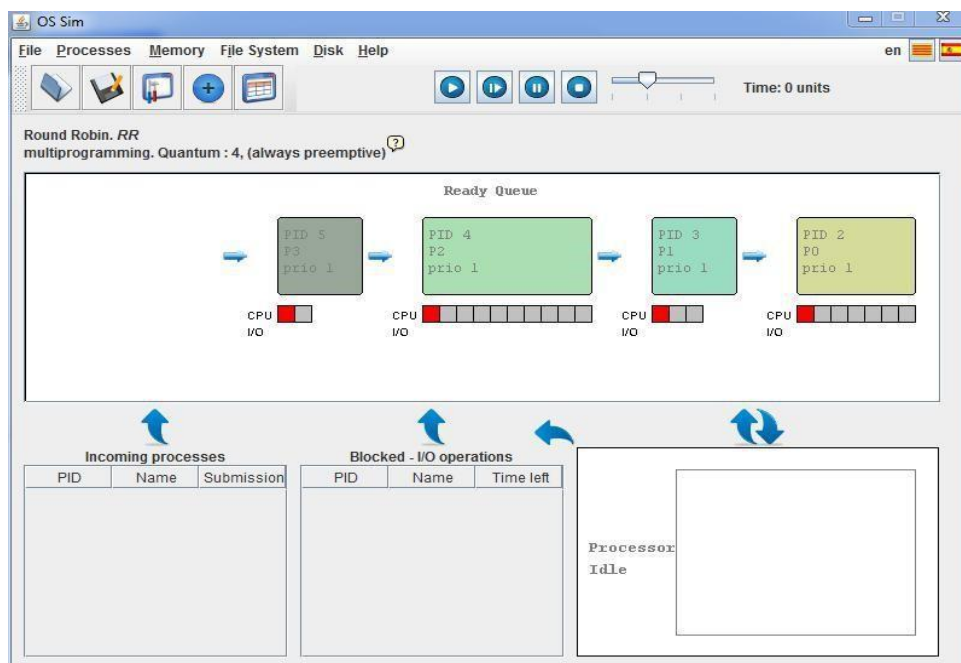 OS Sim
File Processes Memory File System Disk Help en
Time: 0 units
Round Robin. RR
multiprogramming. Quantum : 4, (always preemptive) ?
Ready Queue
PID 5
P3
prio 1
CPU
I/O
PID 4
P2
prio 1
CPU
I/O
PID 3
P1
prio 1
CPU
I/O
PID 2
P0
prio 1
CPU
I/O
Incoming processes
PID Name Submission
Blocked - I/O operations
PID Name Time left
Processor
Idle